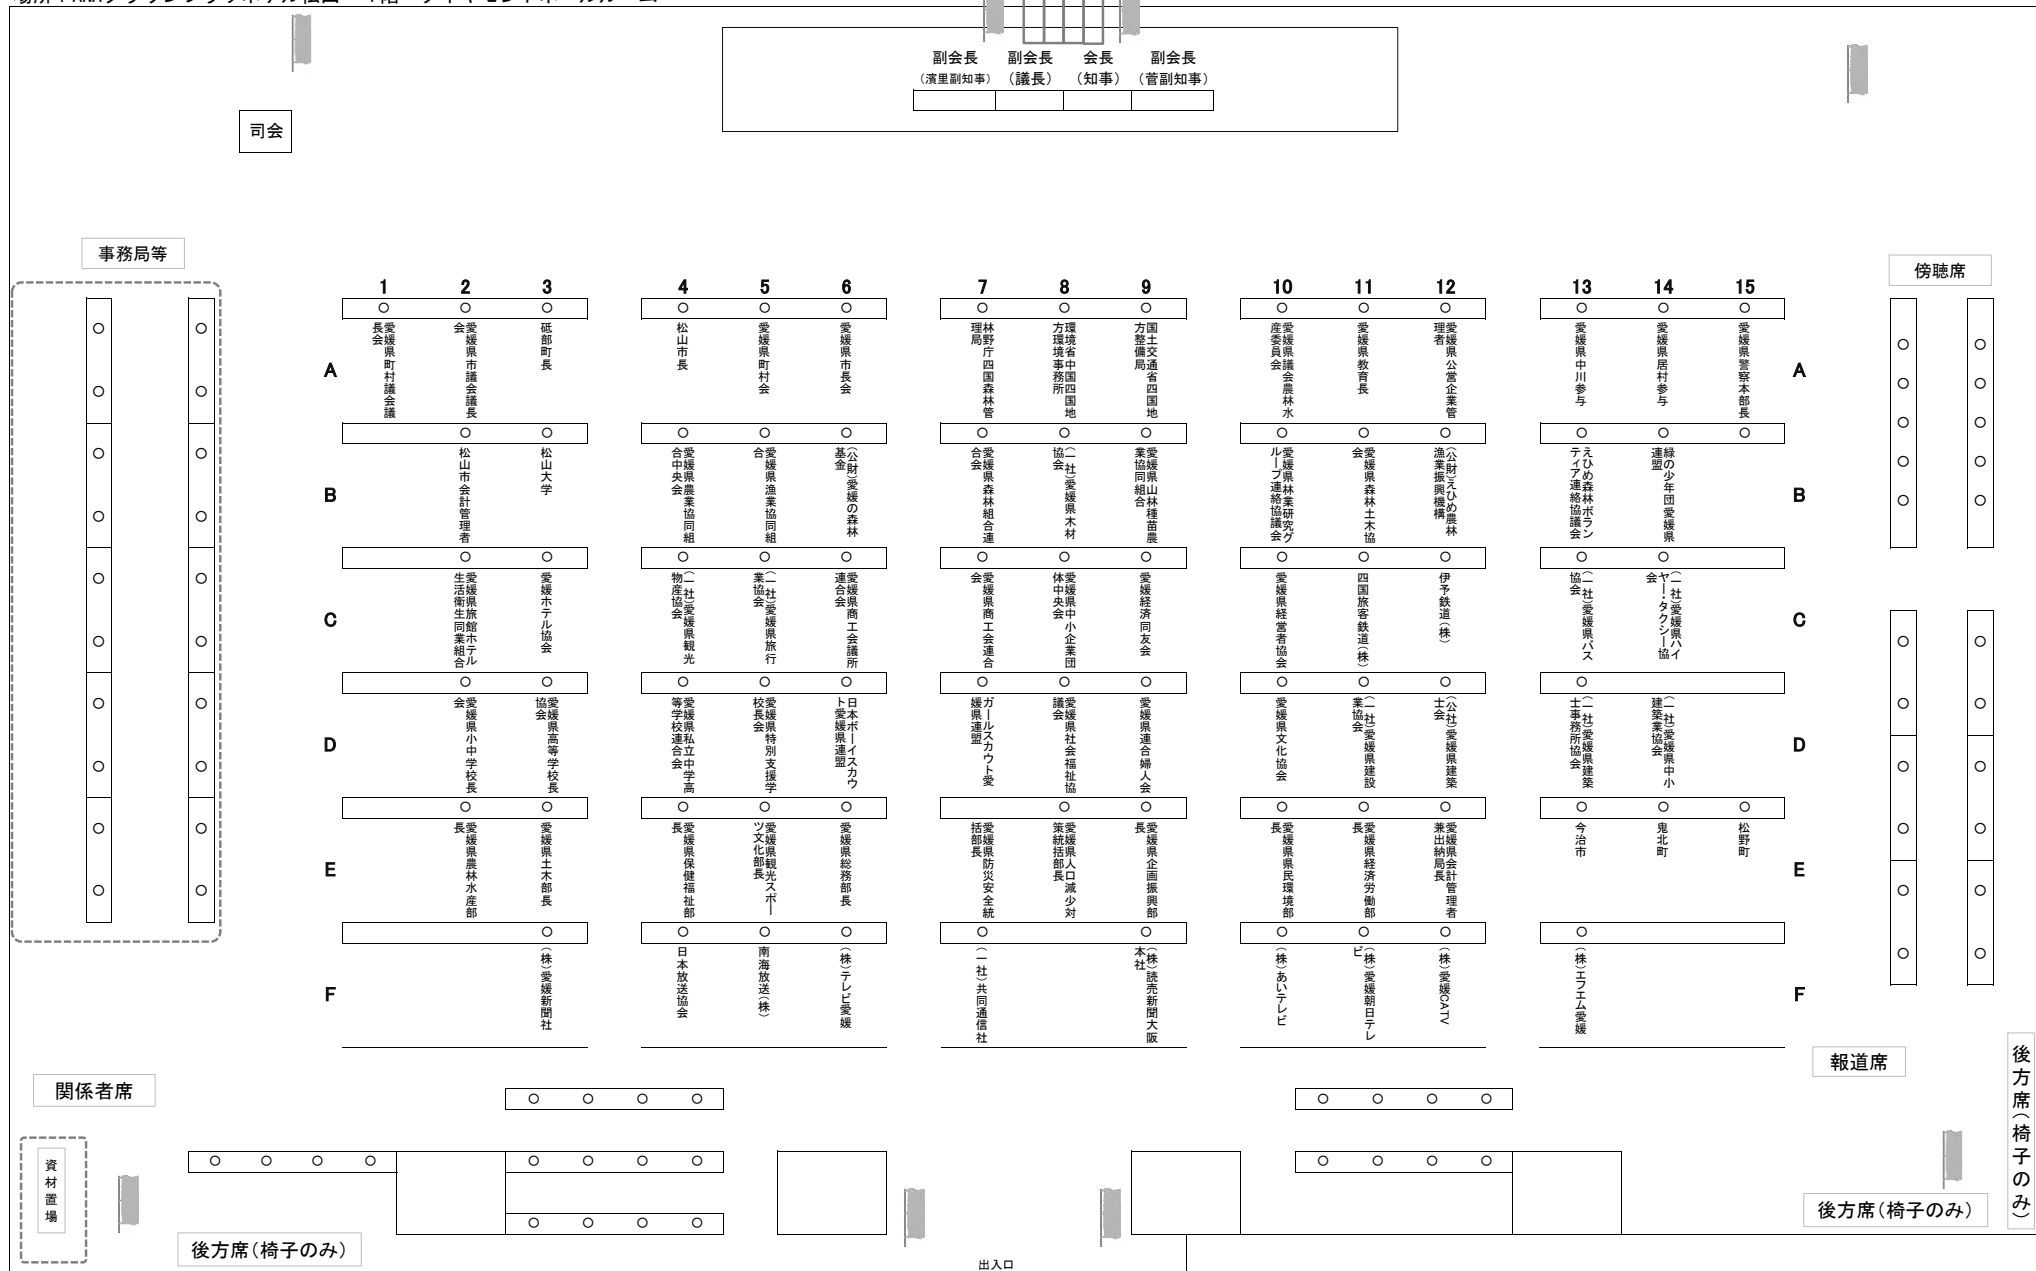 場所：ANAクラウンプラザホテル松山 ダイヤモンドボールルーム
副会長
（濱里副知事）
副会長
（議長）
会長
（知事）
副会長
（菅副知事）
司会
事務局等
傍聴席
1 2 3 4 5 6 7 8 9 10 11 12 13 14 15
A
愛媛県町村議会議
長会
愛媛県市議会議長
会
砥部町長
松山市長
愛媛県町村会
愛媛県市長会
林野庁四国森林管
理局
環境省中国四国地
方環境事務所
国土交通省四国地
方整備局
愛媛県議会農林水
産委員会
愛媛県教育長
愛媛県公営企業管
理者
愛媛県中川参与
愛媛県居村参与
愛媛県警察本部長
A
B
松山市会計管理者
松山大学
愛媛県農業協同組
合中央会
愛媛県漁業協同組
合
（公財）愛媛の森林
基金
愛媛県森林組合連
合会
（一社）愛媛県木材
協会
愛媛県山林種苗農
業協同組合
愛媛県林業研究グ
ループ連絡協議会
愛媛県森林土木協
会
（公財）えひめ農林
漁業振興機構
えひめ森林ボラン
ティア連絡協議会
緑の少年団愛媛県
連盟
B
C
愛媛県旅館ホテル
生活衛生同業組合
愛媛ホテル協会
（一社）愛媛県観光
物産協会
（一社）愛媛県旅行
業協会
愛媛県商工会議所
連合会
愛媛県商工会連合
会
愛媛県中小企業団
体中央会
愛媛経済同友会
愛媛県経営者協会
四国旅客鉄道（株）
伊予鉄道（株）
（一社）愛媛県バス
協会
（一社）愛媛県ハイ
ヤー・タクシー協
会
C
D
愛媛県小中学校長
会
愛媛県高等学校長
協会
愛媛県私立中学高
等学校連合会
愛媛県特別支援学
校長会
日本ボーイスカウ
ト愛媛県連盟
ガールスカウト愛
媛県連盟
愛媛県社会福祉協
議会
愛媛県連合婦人会
愛媛県文化協会
（一社）愛媛県建設
業協会
（公社）愛媛県建築
士会
（一社）愛媛県建築
士事務所協会
（一社）愛媛県中小
建築業協会
D
E
愛媛県農林水産部
長
愛媛県土木部長
愛媛県保健福祉部
長
愛媛県観光スポー
ツ文化部長
愛媛県総務部長
愛媛県防災安全統
括部長
愛媛県人口減少対
策統括部長
愛媛県企画振興部
長
愛媛県県民環境部
長
愛媛県経済労働部
長
愛媛県会計管理者
兼出納局長
今治市
鬼北町
松野町
E
F
（株）愛媛新聞社
日本放送協会
南海放送（株）
（株）テレビ愛媛
（一社）共同通信社
（株）読売新聞大阪
本社
（株）あいテレビ
（株）愛媛朝日テレ
ビ
（株）愛媛CATV
（株）エフエム愛媛
F
関係者席
報道席
後方席（椅子のみ）
資材置場
後方席（椅子のみ）
後方席（椅子のみ）
出入口